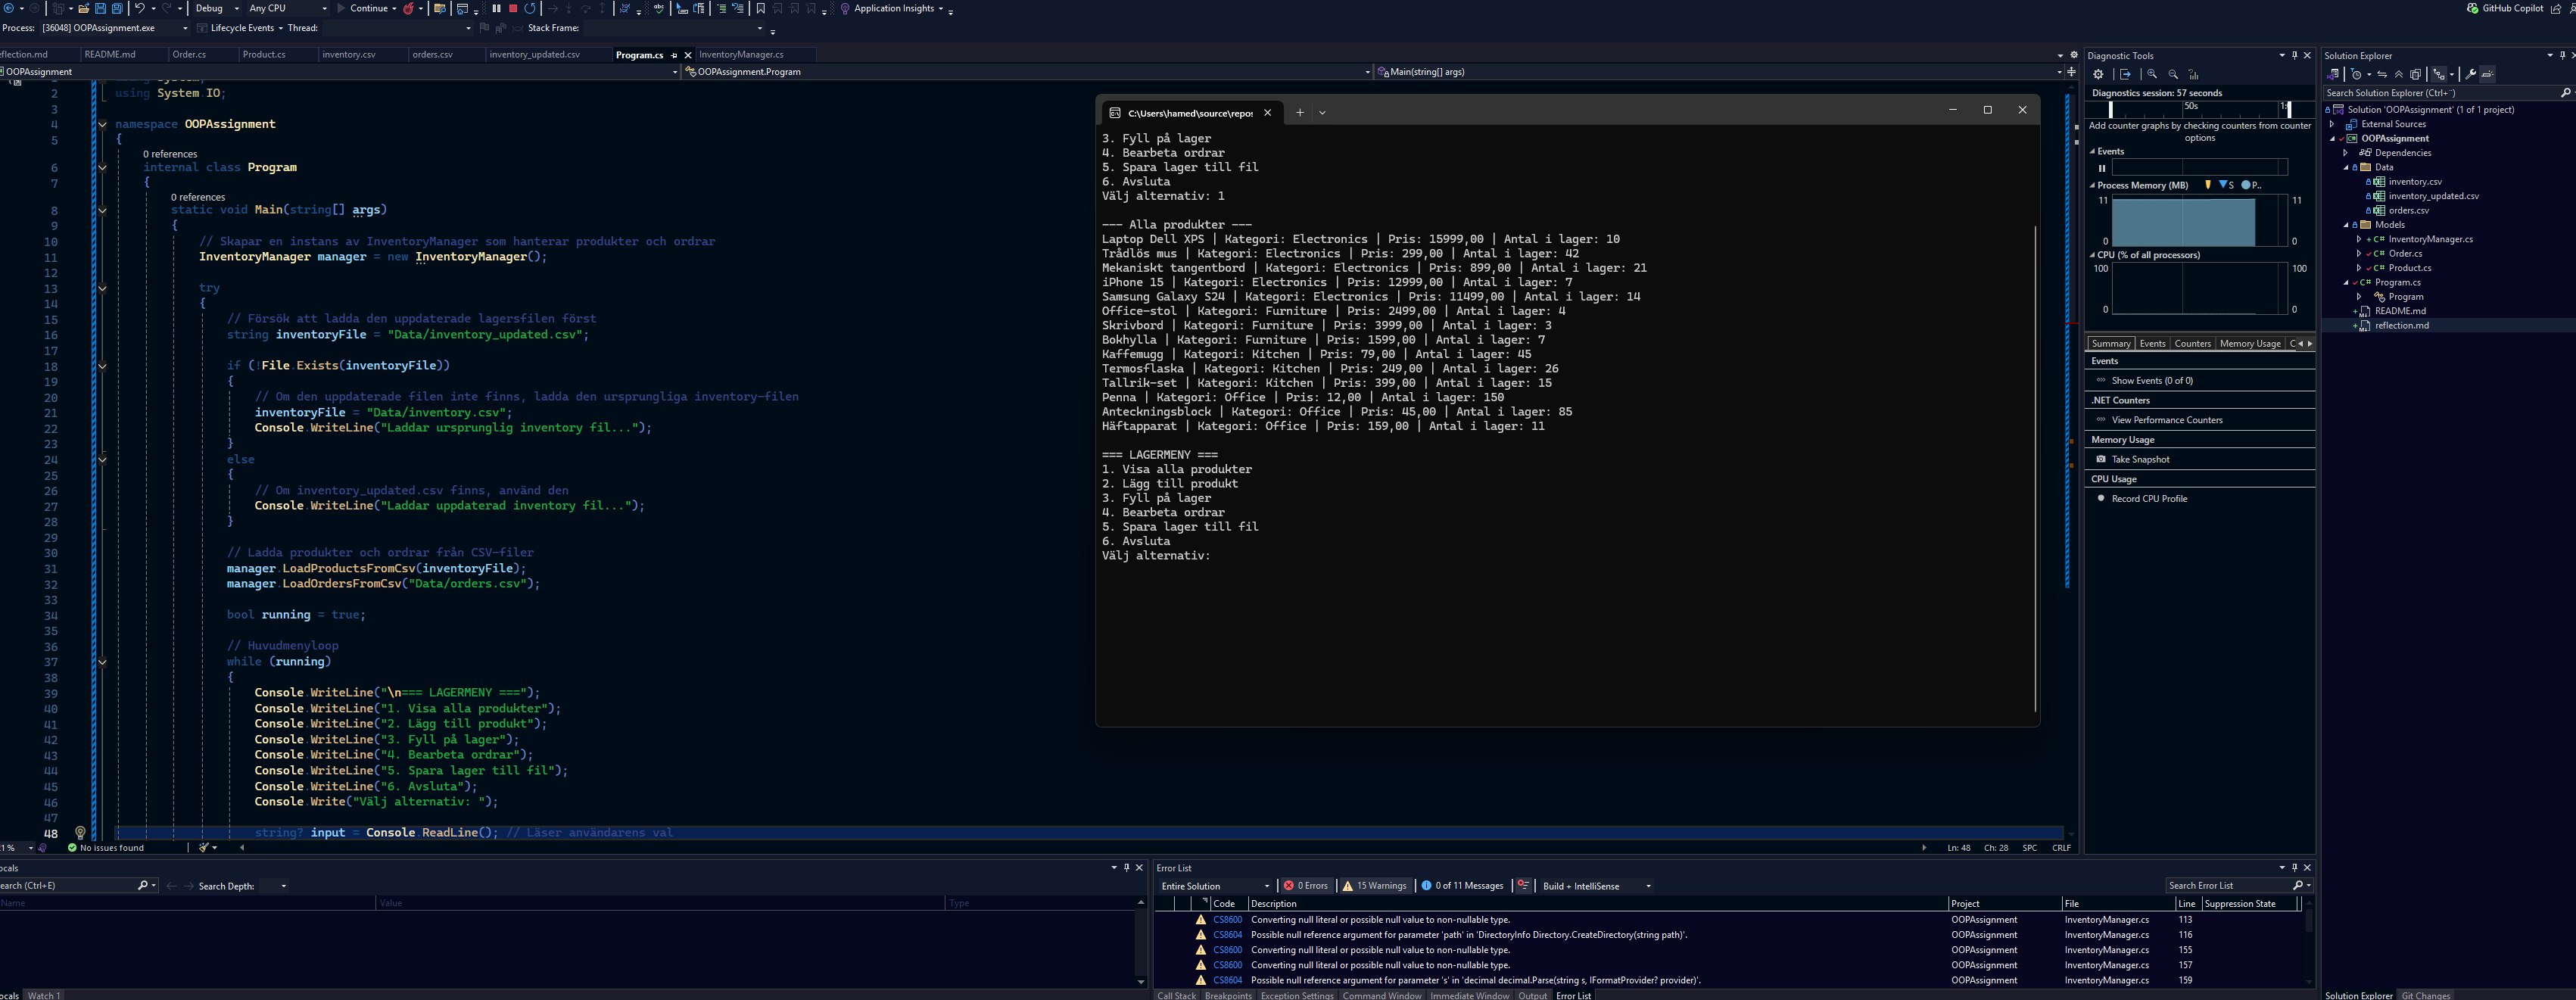 Debug Any CPU Continue Application Insights GitHub Copilot
Process: [36048] OOPAssignment.exe Lifecycle Events Thread: Stack Frame:
eflection.md README.md Order.cs Product.cs inventory.csv orders.csv inventory_updated.csv Program.cs InventoryManager.cs
OOPAssignment OOPAssignment.Program Main(string[] args)
1 using System;
2 using System.IO;
3
4 namespace OOPAssignment
5 {
0 references
6 internal class Program
7 {
0 references
8 static void Main(string[] args)
9 {
10 // Skapar en instans av InventoryManager som hanterar produkter och ordrar
11 InventoryManager manager = new InventoryManager();
12
13 try
14 {
15 // Försök att ladda den uppdaterade lagersfilen först
16 string inventoryFile = "Data/inventory_updated.csv";
17
18 if (!File.Exists(inventoryFile))
19 {
20 // Om den uppdaterade filen inte finns, ladda den ursprungliga inventory-filen
21 inventoryFile = "Data/inventory.csv";
22 Console.WriteLine("Laddar ursprunglig inventory fil...");
23 }
24 else
25 {
26 // Om inventory_updated.csv finns, använd den
27 Console.WriteLine("Laddar uppdaterad inventory fil...");
28 }
29
30 // Ladda produkter och ordrar från CSV-filer
31 manager.LoadProductsFromCsv(inventoryFile);
32 manager.LoadOrdersFromCsv("Data/orders.csv");
33
34 bool running = true;
35
36 // Huvudmenyloop
37 while (running)
38 {
39 Console.WriteLine("\n=== LAGERMENY ===");
40 Console.WriteLine("1. Visa alla produkter");
41 Console.WriteLine("2. Lägg till produkt");
42 Console.WriteLine("3. Fyll på lager");
43 Console.WriteLine("4. Bearbeta ordrar");
44 Console.WriteLine("5. Spara lager till fil");
45 Console.WriteLine("6. Avsluta");
46 Console.Write("Välj alternativ: ");
47
48 string? input = Console.ReadLine(); // Läser användarens val
1 % No issues found Ln: 48 Ch: 28 SPC CRLF
C:\Users\hamed\source\repos
3. Fyll på lager
4. Bearbeta ordrar
5. Spara lager till fil
6. Avsluta
Välj alternativ: 1
--- Alla produkter ---
Laptop Dell XPS | Kategori: Electronics | Pris: 15999,00 | Antal i lager: 10
Trådlös mus | Kategori: Electronics | Pris: 299,00 | Antal i lager: 42
Mekaniskt tangentbord | Kategori: Electronics | Pris: 899,00 | Antal i lager: 21
iPhone 15 | Kategori: Electronics | Pris: 12999,00 | Antal i lager: 7
Samsung Galaxy S24 | Kategori: Electronics | Pris: 11499,00 | Antal i lager: 14
Office-stol | Kategori: Furniture | Pris: 2499,00 | Antal i lager: 4
Skrivbord | Kategori: Furniture | Pris: 3999,00 | Antal i lager: 3
Bokhylla | Kategori: Furniture | Pris: 1599,00 | Antal i lager: 7
Kaffemugg | Kategori: Kitchen | Pris: 79,00 | Antal i lager: 45
Termosflaska | Kategori: Kitchen | Pris: 249,00 | Antal i lager: 26
Tallrik-set | Kategori: Kitchen | Pris: 399,00 | Antal i lager: 15
Penna | Kategori: Office | Pris: 12,00 | Antal i lager: 150
Anteckningsblock | Kategori: Office | Pris: 45,00 | Antal i lager: 85
Häftapparat | Kategori: Office | Pris: 159,00 | Antal i lager: 11
=== LAGERMENY ===
1. Visa alla produkter
2. Lägg till produkt
3. Fyll på lager
4. Bearbeta ordrar
5. Spara lager till fil
6. Avsluta
Välj alternativ:
Diagnostic Tools
Diagnostics session: 57 seconds
50s
Add counter graphs by checking counters from counter
options
Events
Process Memory (MB) S P..
11 11
0 0
CPU (% of all processors)
100 100
0 0
Summary Events Counters Memory Usage C
Events
Show Events (0 of 0)
.NET Counters
View Performance Counters
Memory Usage
Take Snapshot
CPU Usage
Record CPU Profile
Solution Explorer
Search Solution Explorer (Ctrl+¨)
Solution 'OOPAssignment' (1 of 1 project)
External Sources
OOPAssignment
Dependencies
Data
inventory.csv
inventory_updated.csv
orders.csv
Models
InventoryManager.cs
Order.cs
Product.cs
Program.cs
Program
README.md
reflection.md
ocals
earch (Ctrl+E) Search Depth:
Name Value Type
ocals Watch 1
Error List
Entire Solution 0 Errors 15 Warnings 0 of 11 Messages Build + IntelliSense Search Error List
Code Description Project File Line Suppression State
CS8600 Converting null literal or possible null value to non-nullable type. OOPAssignment InventoryManager.cs 113
CS8604 Possible null reference argument for parameter 'path' in 'DirectoryInfo Directory.CreateDirectory(string path)'. OOPAssignment InventoryManager.cs 116
CS8600 Converting null literal or possible null value to non-nullable type. OOPAssignment InventoryManager.cs 155
CS8600 Converting null literal or possible null value to non-nullable type. OOPAssignment InventoryManager.cs 157
CS8604 Possible null reference argument for parameter 's' in 'decimal decimal.Parse(string s, IFormatProvider? provider)'. OOPAssignment InventoryManager.cs 159
Call Stack Breakpoints Exception Settings Command Window Immediate Window Output Error List
Solution Explorer Git Changes